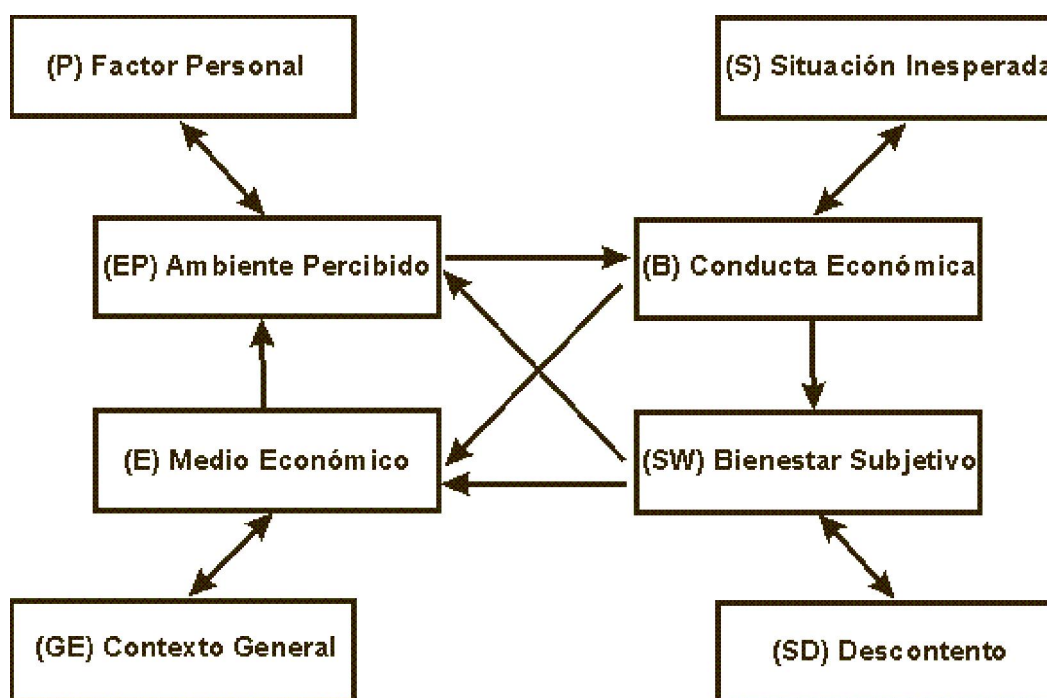 (P) Factor Personal
(S) Situación Inesperada
(EP) Ambiente Percibido
(B) Conducta Económica
(E) Medio Económico
(SW) Bienestar Subjetivo
(GE) Contexto General
(SD) Descontento